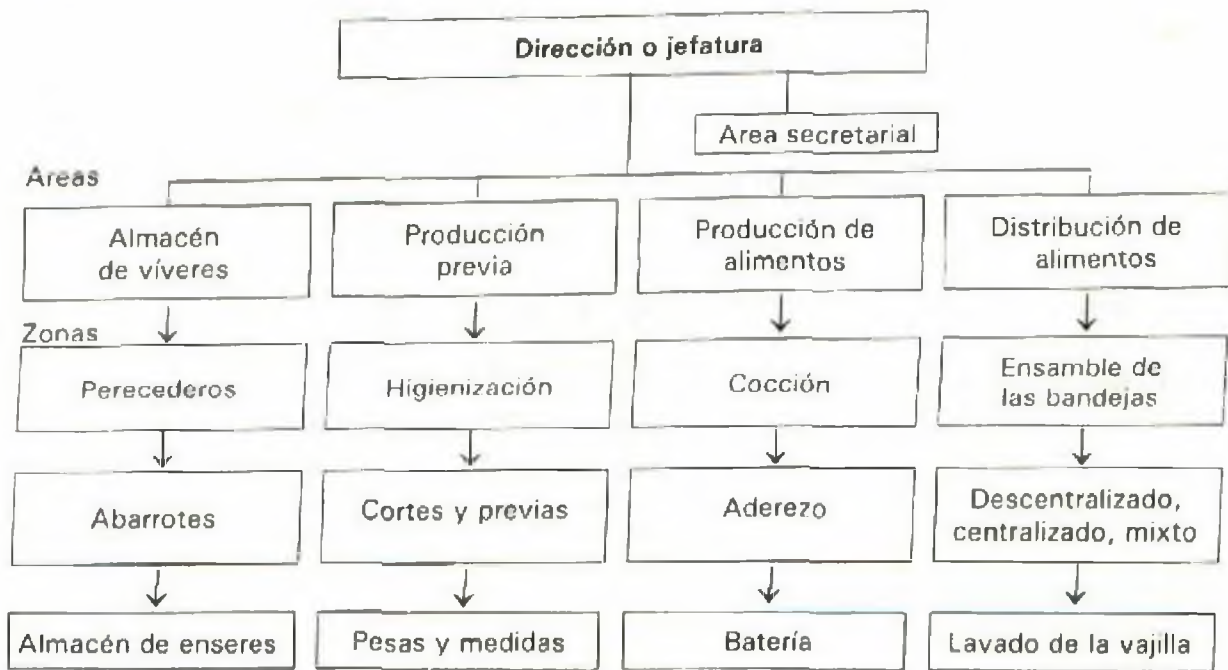 Dirección o jefatura
Area secretarial
Areas
Almacén
de víveres
Producción
previa
Producción de
alimentos
Distribución de
alimentos
Zonas
Perecederos
Higienización
Cocción
Ensamble de
las bandejas
Abarrotes
Cortes y previas
Aderezo
Descentralizado,
centralizado, mixto
Almacén de enseres
Pesas y medidas
Batería
Lavado de la vajilla